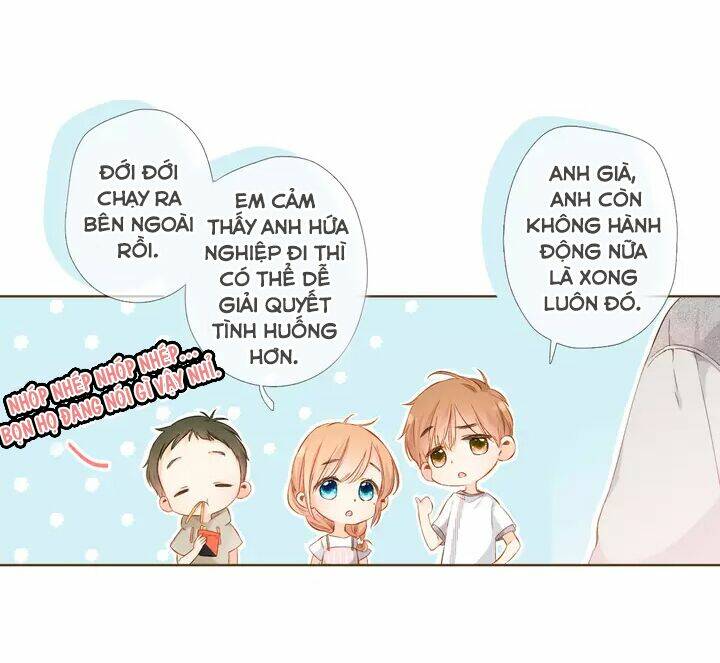 ĐỚI ĐỚI
CHẠY RA
BÊN NGOÀI
RỒI.
EM CẢM
THẤY ANH HỨA
NGHIỆP ĐI THÌ
CÓ THỂ DỄ
GIẢI QUYẾT
TÌNH HUỐNG
HƠN.
ANH GIÀ,
ANH CÒN
KHÔNG HÀNH
ĐỘNG NỮA
LÀ XONG
LUÔN ĐÓ.
NHÓP NHÉP NHÓP NHÉP...
BỌN HỌ ĐANG NÓI GÌ VẬY NHỈ.